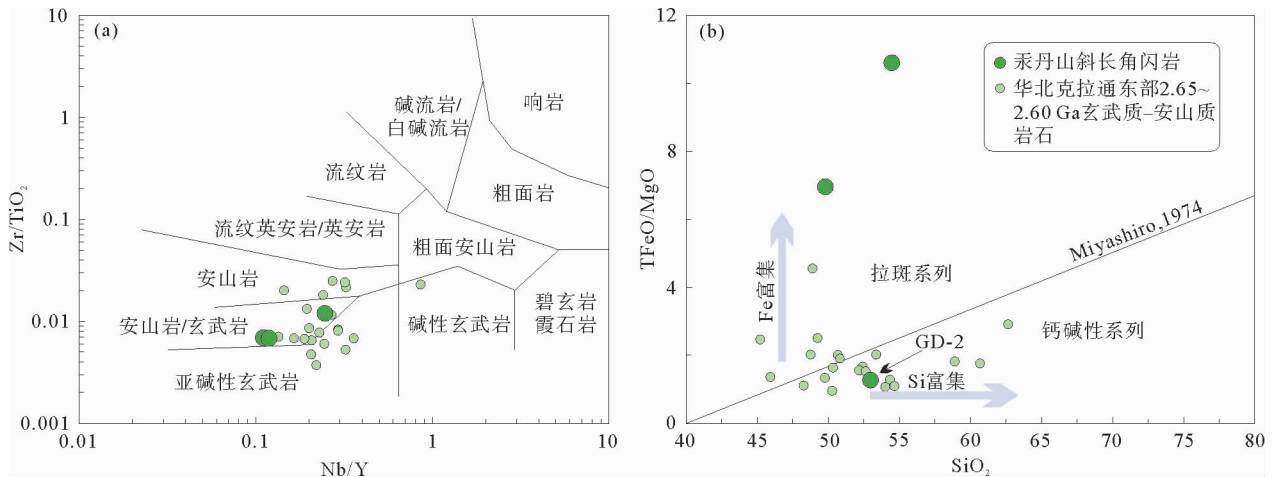 (a)
10
1
0.1
0.01
0.001
Zr/TiO2
0.01
0.1
1
10
Nb/Y
碱流岩/
白碱流岩
响岩
流纹岩
粗面岩
流纹英安岩/英安岩
粗面安山岩
安山岩
安山岩/玄武岩
碱性玄武岩
碧玄岩
霞石岩
亚碱性玄武岩
(b)
12
8
4
0
TFeO/MgO
40
45
50
55
60
65
70
75
80
SiO2
汞丹山斜长角闪岩
华北克拉通东部2.65~
2.60 Ga玄武质–安山质
岩石
Miyashiro,1974
拉斑系列
Fe富集
钙碱性系列
GD-2
Si富集